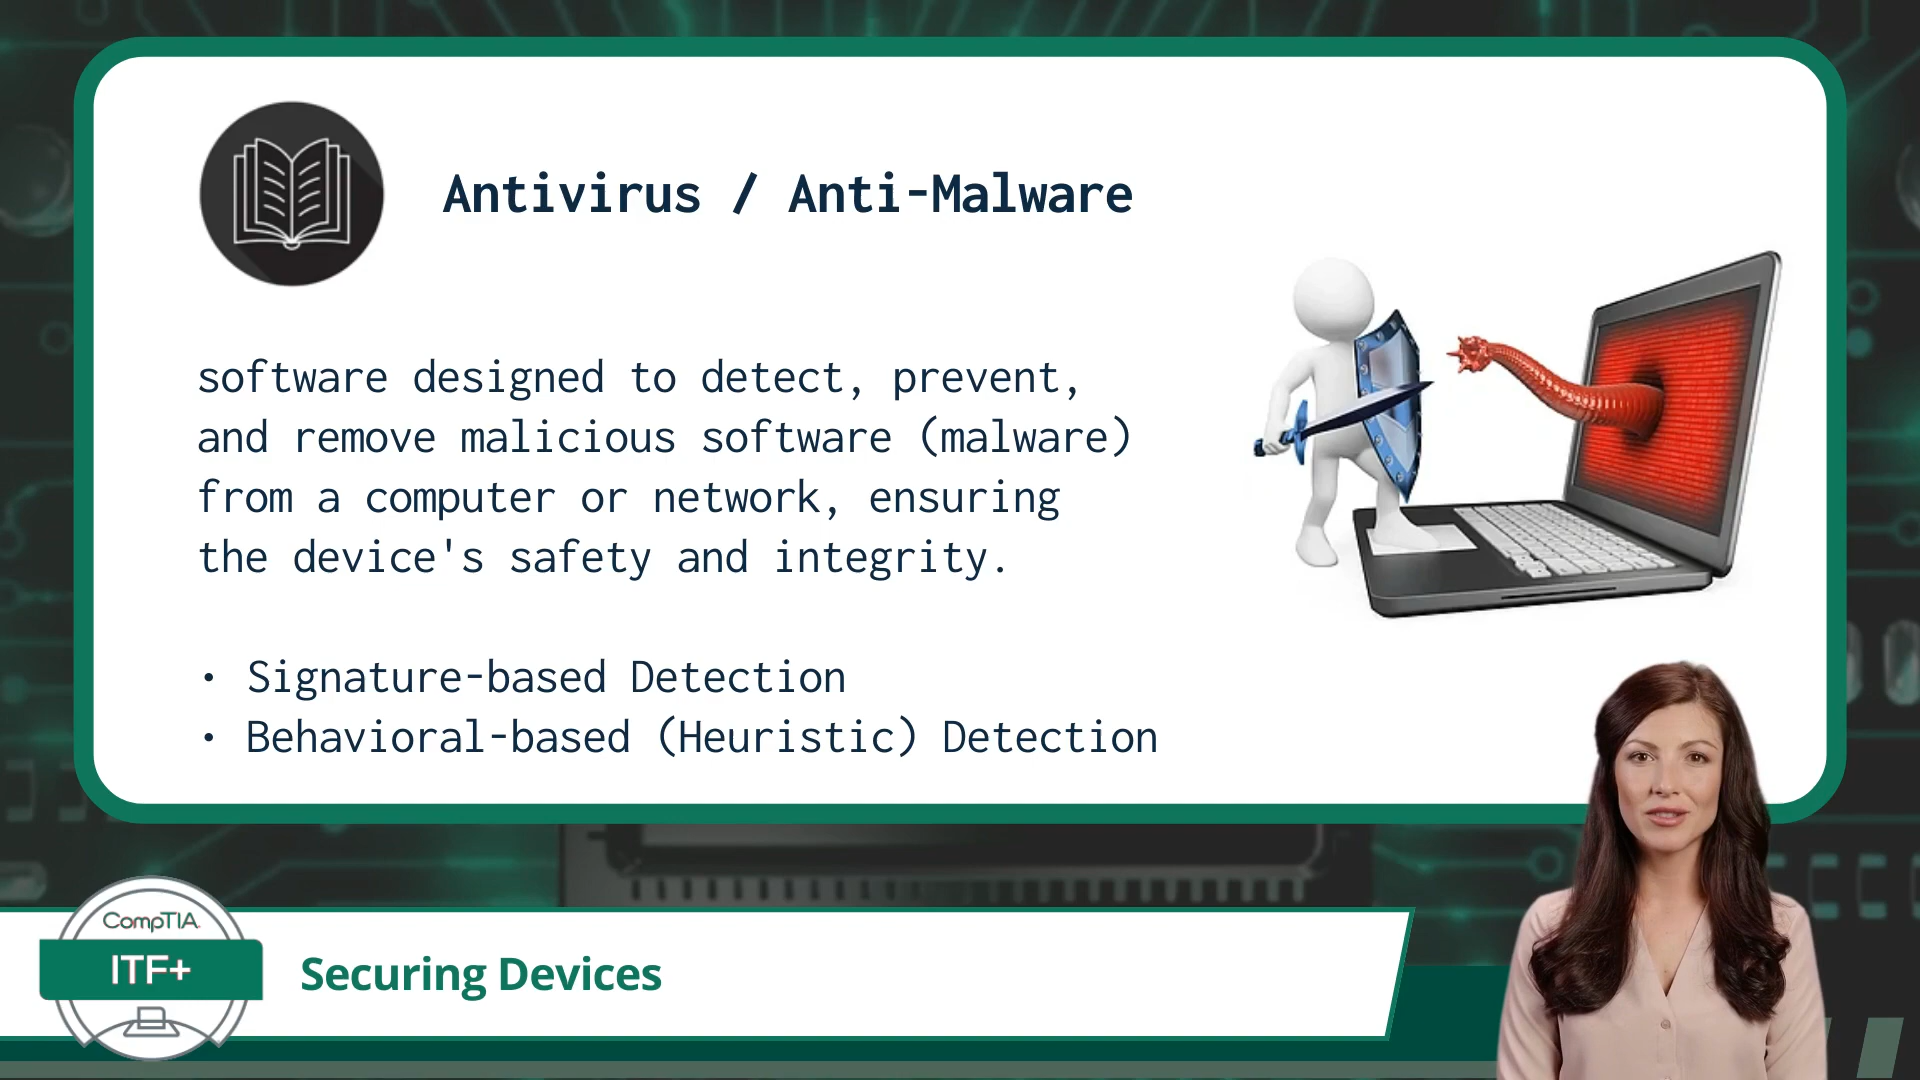 Antivirus / Anti-Malware
software designed to detect, prevent,
and remove malicious software (malware)
from a computer or network, ensuring
the device's safety and integrity.
• Signature-based Detection
• Behavioral-based (Heuristic) Detection
CompTIA
ITF+
Securing Devices